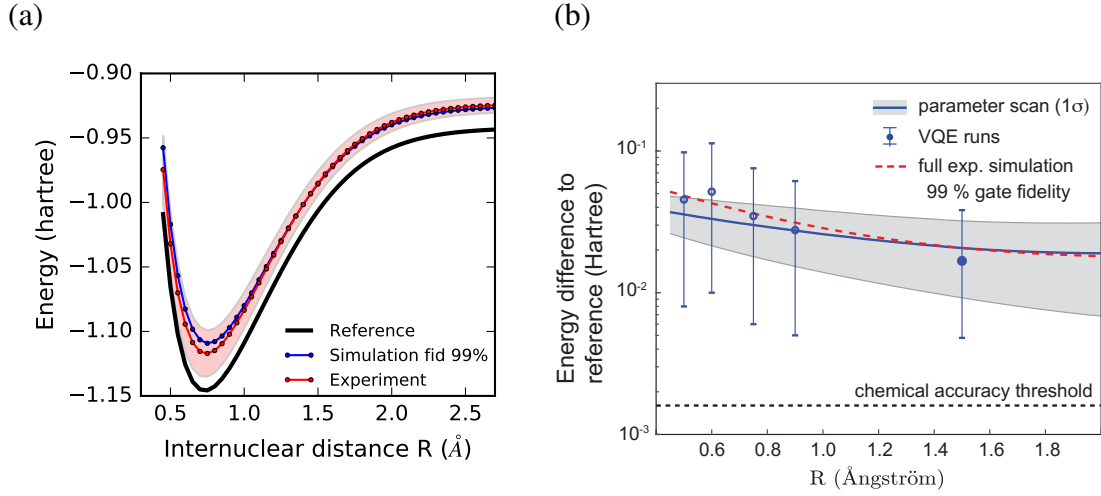 (a)
−0.90
−0.95
−1.00
−1.05
−1.10
−1.15
Energy (hartree)
Reference
Simulation fid 99%
Experiment
0.5
1.0
1.5
2.0
2.5
Internuclear distance R (Å)
(b)
10⁻¹
10⁻²
10⁻³
Energy difference to
reference (Hartree)
parameter scan (1σ)
VQE runs
full exp. simulation
99 % gate fidelity
chemical accuracy threshold
0.6
0.8
1.0
1.2
1.4
1.6
1.8
R (Ångström)